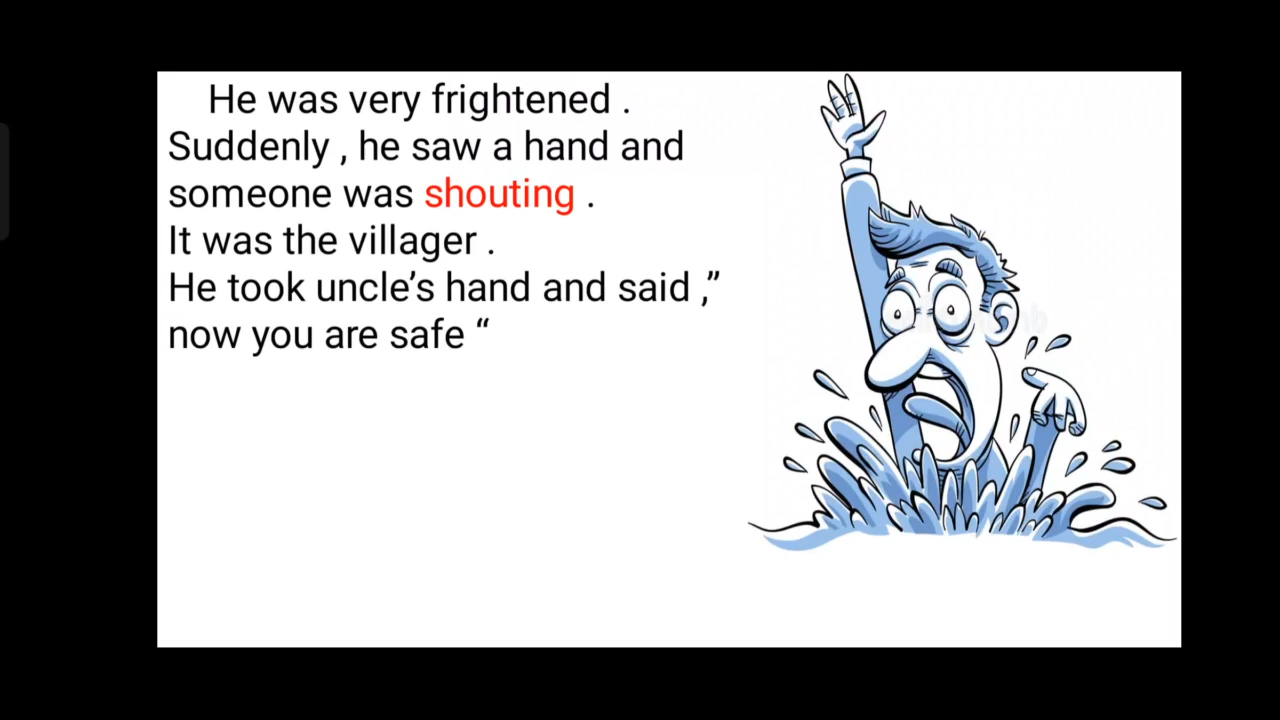 He was very frightened .
Suddenly , he saw a hand and
someone was shouting .
It was the villager .
He took uncle’s hand and said ,”
now you are safe “